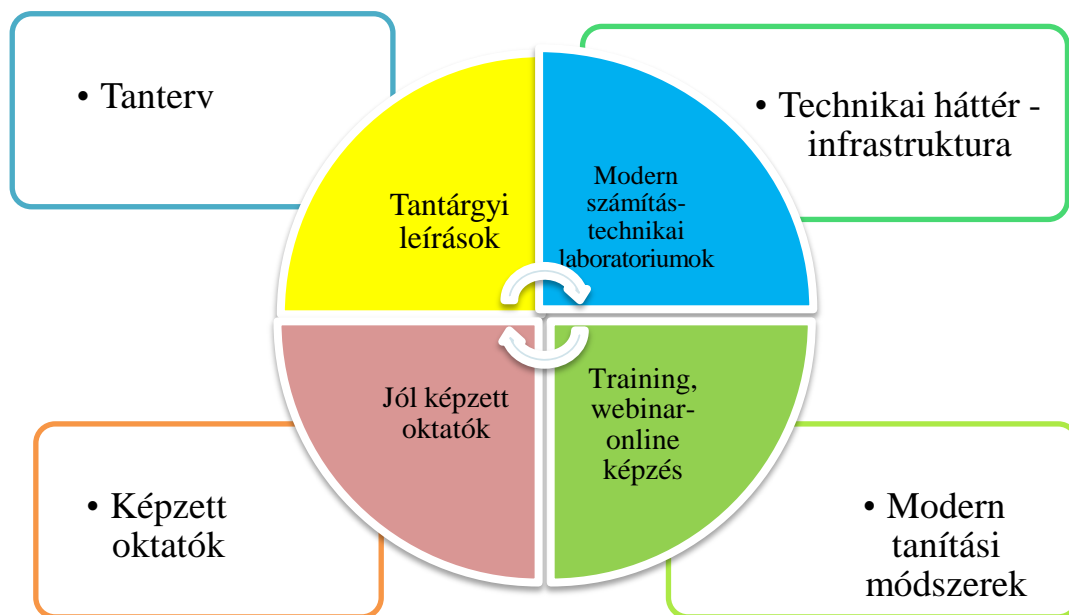 • Tanterv
• Technikai háttér -
infrastruktura
Tantárgyi
leírások
Modern
számítás-
technikai
laboratoriumok
Jól képzett
oktatók
Training,
webinar-
online
képzés
• Képzett
oktatók
• Modern
tanítási
módszerek